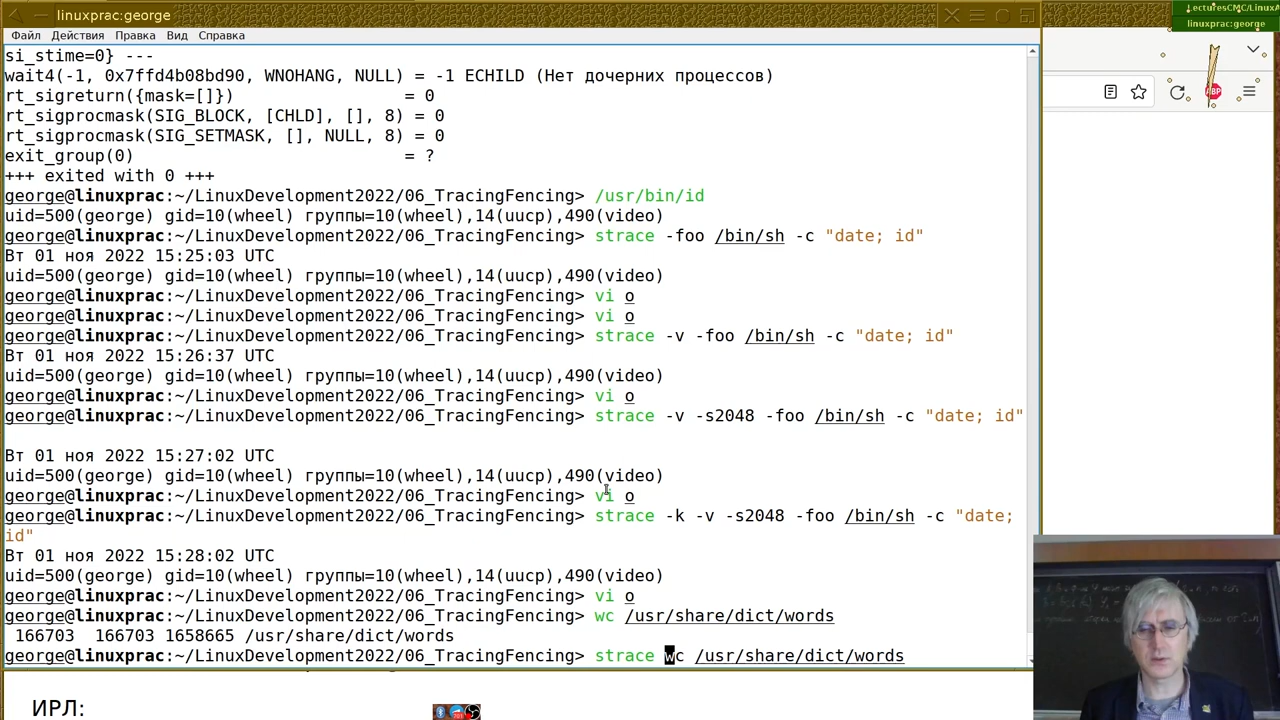 linuxprac:george
.LecturesCMC/LinuxA
linuxprac:george
Файл Действия Правка Вид Справка
si_stime=0} ---
wait4(-1, 0x7ffd4b08bd90, WNOHANG, NULL) = -1 ECHILD (Нет дочерних процессов)
rt_sigreturn({mask=[]}) = 0
rt_sigprocmask(SIG_BLOCK, [CHLD], [], 8) = 0
rt_sigprocmask(SIG_SETMASK, [], NULL, 8) = 0
exit_group(0) = ?
+++ exited with 0 +++
george@linuxprac:~/LinuxDevelopment2022/06_TracingFencing> /usr/bin/id
uid=500(george) gid=10(wheel) группы=10(wheel),14(uucp),490(video)
george@linuxprac:~/LinuxDevelopment2022/06_TracingFencing> strace -foo /bin/sh -c "date; id"
Вт 01 ноя 2022 15:25:03 UTC
uid=500(george) gid=10(wheel) группы=10(wheel),14(uucp),490(video)
george@linuxprac:~/LinuxDevelopment2022/06_TracingFencing> vi o
george@linuxprac:~/LinuxDevelopment2022/06_TracingFencing> vi o
george@linuxprac:~/LinuxDevelopment2022/06_TracingFencing> strace -v -foo /bin/sh -c "date; id"
Вт 01 ноя 2022 15:26:37 UTC
uid=500(george) gid=10(wheel) группы=10(wheel),14(uucp),490(video)
george@linuxprac:~/LinuxDevelopment2022/06_TracingFencing> vi o
george@linuxprac:~/LinuxDevelopment2022/06_TracingFencing> strace -v -s2048 -foo /bin/sh -c "date; id"
Вт 01 ноя 2022 15:27:02 UTC
uid=500(george) gid=10(wheel) группы=10(wheel),14(uucp),490(video)
george@linuxprac:~/LinuxDevelopment2022/06_TracingFencing> vi o
george@linuxprac:~/LinuxDevelopment2022/06_TracingFencing> strace -k -v -s2048 -foo /bin/sh -c "date;
id"
Вт 01 ноя 2022 15:28:02 UTC
uid=500(george) gid=10(wheel) группы=10(wheel),14(uucp),490(video)
george@linuxprac:~/LinuxDevelopment2022/06_TracingFencing> vi o
george@linuxprac:~/LinuxDevelopment2022/06_TracingFencing> wc /usr/share/dict/words
166703 166703 1658665 /usr/share/dict/words
george@linuxprac:~/LinuxDevelopment2022/06_TracingFencing> strace wc /usr/share/dict/words
ИРЛ:
ABP